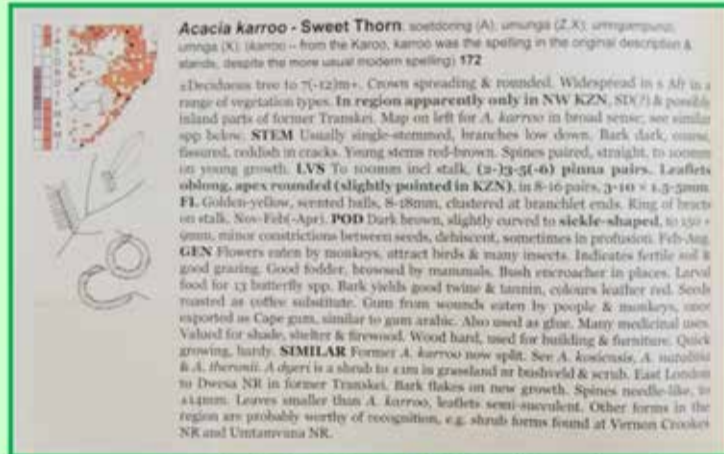 Acacia karroo - Sweet Thorn soetdoring (A), umunga (Z,X),
umnga (X). (karroo – from the Karoo, karroo was the spelling in the original description &
stands, despite the more usual modern spelling) 172
±Deciduous tree to 7(-12)m+. Crown spreading & rounded. Widespread in s Afr in a
range of vegetation types. In region apparently only in NW KZN, SD(?) & possibly
inland parts of former Transkei. Map on left for A. karroo in broad sense; see similar
spp below. STEM Usually single-stemmed, branches low down. Bark dark, coarse,
fissured, reddish in cracks. Young stems red-brown. Spines paired, straight, to 100mm
on young growth. LVS To 100mm incl stalk, (2-)3-5(-6) pinna pairs. Leaflets
oblong, apex rounded (slightly pointed in KZN), in 8-16 pairs, 3-10 × 1.5-5mm.
FL Golden-yellow, scented balls, 8-18mm, clustered at branchlet ends. Ring of bracts
on stalk. Nov-Feb(-Apr). POD Dark brown, slightly curved to sickle-shaped, to 150 ×
9mm, minor constrictions between seeds, dehiscent, sometimes in profusion. Feb-Aug.
GEN Flowers eaten by monkeys, attract birds & many insects. Indicates fertile soil &
good grazing. Good fodder, browsed by mammals. Bush encroacher in places. Larval
food for 13 butterfly spp. Bark yields good twine & tannin, colours leather red. Seeds
roasted as coffee substitute. Gum from wounds eaten by people & monkeys, once
exported as Cape gum, similar to gum arabic. Also used as glue. Many medicinal uses.
Valued for shade, shelter & firewood. Wood hard, used for building & furniture. Quick
growing, hardy. SIMILAR Former A. karroo now split. See A. kosiensis, A. natalitia
& A. theronii. A dyeri is a shrub to ±1m in grassland nr bushveld & scrub. East London
to Dwesa NR in former Transkei. Bark flakes on new growth. Spines needle-like, to
±14mm. Leaves smaller than A. karroo, leaflets semi-succulent. Other forms in the
region are probably worthy of recognition, e.g. shrub forms found at Vernon Crookes
NR and Umtamvuna NR.